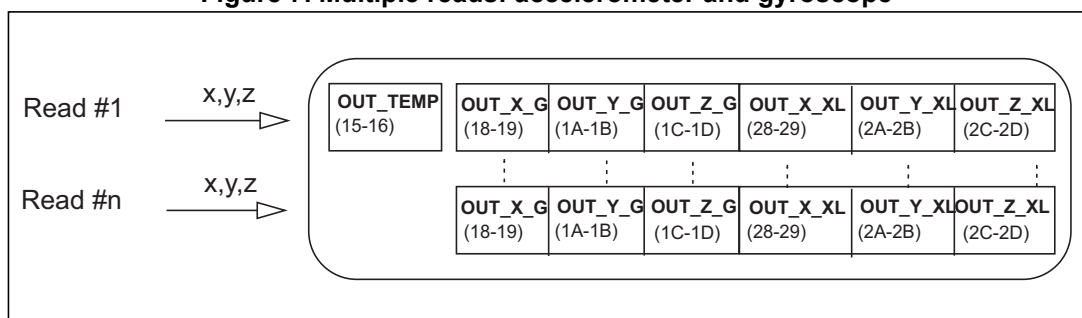 Figure 7. Multiple reads: accelerometer and gyroscope
Read #1
x,y,z
OUT_TEMP
(15-16)
OUT_X_G
(18-19)
OUT_Y_G
(1A-1B)
OUT_Z_G
(1C-1D)
OUT_X_XL
(28-29)
OUT_Y_XL
(2A-2B)
OUT_Z_XL
(2C-2D)
Read #n
x,y,z
OUT_X_G
(18-19)
OUT_Y_G
(1A-1B)
OUT_Z_G
(1C-1D)
OUT_X_XL
(28-29)
OUT_Y_XL
(2A-2B)
OUT_Z_XL
(2C-2D)